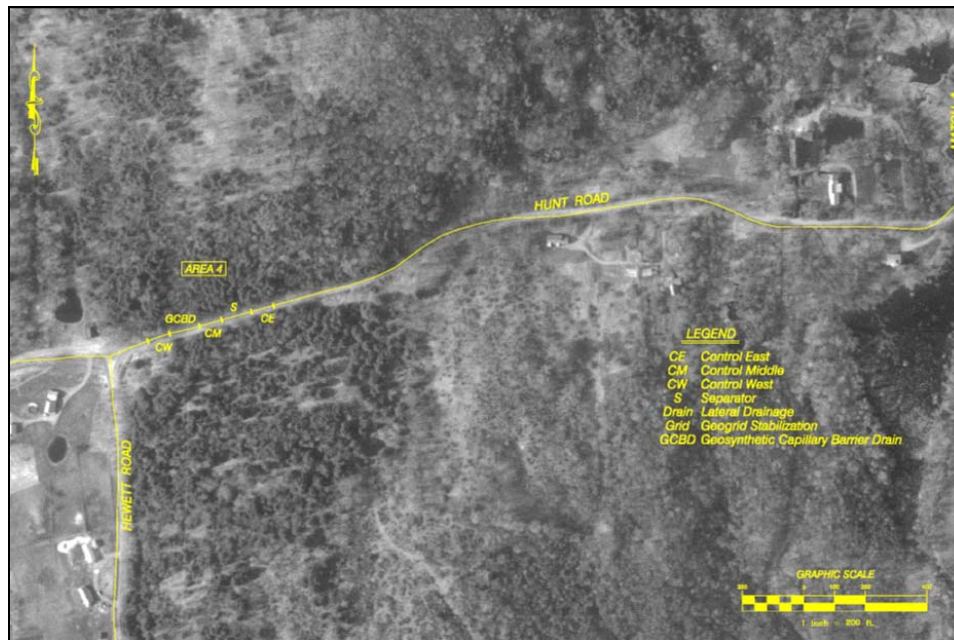 HUNT ROAD
AREA 4
S
GCBD
CE
CM
CW
LEGEND
CE Control East
CM Control Middle
CW Control West
S Separator
Drain Lateral Drainage
Grid Geogrid Stabilization
GCBD Geosynthetic Capillary Barrier Drain
HEWETT ROAD
GRAPHIC SCALE
1 inch = 200 ft.